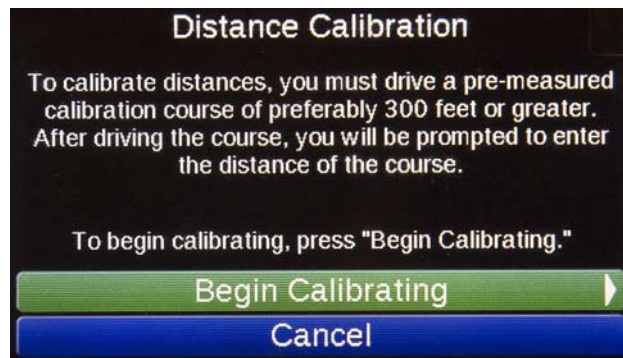 Distance Calibration
To calibrate distances, you must drive a pre-measured
calibration course of preferably 300 feet or greater.
After driving the course, you will be prompted to enter
the distance of the course.
To begin calibrating, press "Begin Calibrating."
Begin Calibrating
Cancel